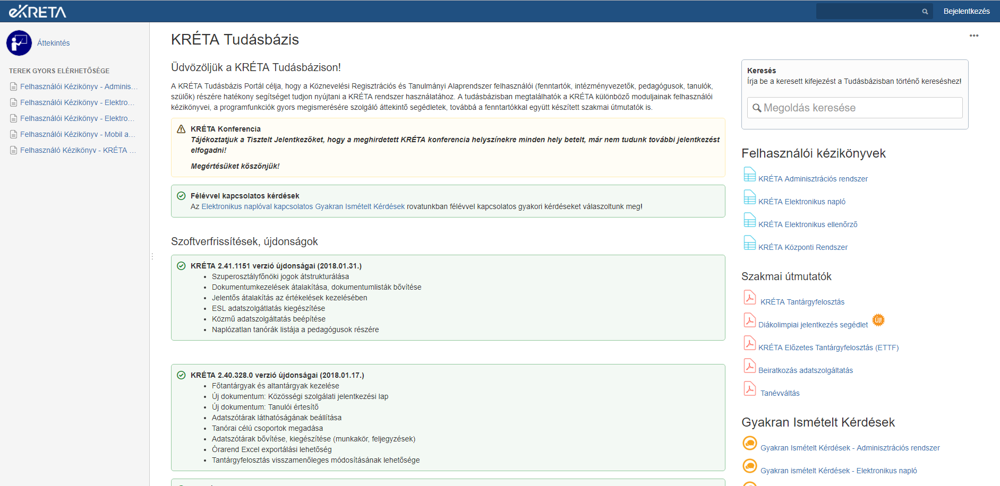 eKRETA
Bejelentkezés
Áttekintés
TEREK GYORS ELÉRHETŐSÉGE
Felhasználói Kézikönyv - Adminis...
Felhasználói Kézikönyv - Elektro...
Felhasználói Kézikönyv - Elektro...
Felhasználói Kézikönyv - Mobil a...
Felhasználó Kézikönyv - KRÉTA ...
KRÉTA Tudásbázis
Üdvözöljük a KRÉTA Tudásbázison!
A KRÉTA Tudásbázis Portál célja, hogy a Köznevelési Regisztrációs és Tanulmányi Alaprendszer felhasználói (fenntartók, intézményvezetők, pedagógusok, tanulók,
szülők) részére hatékony segítséget tudjon nyújtani a KRÉTA rendszer használatához. A tudásbázisban megtalálhatók a KRÉTA különböző moduljainak felhasználói
kézikönyvei, a programfunkciók gyors megismerésére szolgáló áttekintő segédletek, továbbá a fenntartókkal együtt készített szakmai útmutatók is.
KRÉTA Konferencia
Tájékoztatjuk a Tisztelt Jelentkezőket, hogy a meghirdetett KRÉTA konferencia helyszínekre minden hely betelt, már nem tudunk további jelentkezést
elfogadni!
Megértésüket köszönjük!
Félévvel kapcsolatos kérdések
Az Elektronikus naplóval kapcsolatos Gyakran Ismételt Kérdések rovatunkban félévvel kapcsolatos gyakori kérdéseket válaszoltunk meg!
Szoftverfrissítések, újdonságok
KRÉTA 2.41.1151 verzió újdonságai (2018.01.31.)
Szuperosztályfőnöki jogok átstrukturálása
Dokumentumkezelések átalakítása, dokumentumlisták bővítése
Jelentős átalakítás az értékelések kezelésében
ESL adatszolgátlatás kiegészítése
Közmű adatszolgáltatás beépítése
Naplózatlan tanórák listája a pedagógusok részére
KRÉTA 2.40.328.0 verzió újdonságai (2018.01.17.)
Főtantárgyak és altantárgyak kezelése
Új dokumentum: Közösségi szolgálati jelentkezési lap
Új dokumentum: Tanulói értesítő
Adatszótárak láthatóságának beállítása
Tanórai célú csoportok megadása
Adatszótárak bővítése, kiegészítése (munkakör, feljegyzések)
Órarend Excel exportálási lehetőség
Tantárgyfelosztás visszamenőleges módosításának lehetősége
Keresés
Írja be a keresett kifejezést a Tudásbázisban történő kereséshez!
Megoldás keresése
Felhasználói kézikönyvek
KRÉTA Adminisztrációs rendszer
KRÉTA Elektronikus napló
KRÉTA Elektronikus ellenőrző
KRÉTA Központi Rendszer
Szakmai útmutatók
KRÉTA Tantárgyfelosztás
Diákolimpiai jelentkezés segédlet ÚJ!
KRÉTA Előzetes Tantárgyfelosztás (ETTF)
Beiratkozás adatszolgáltatás
Tanévváltás
Gyakran Ismételt Kérdések
Gyakran Ismételt Kérdések - Adminisztrációs rendszer
Gyakran ismételt Kérdések - Elektronikus napló